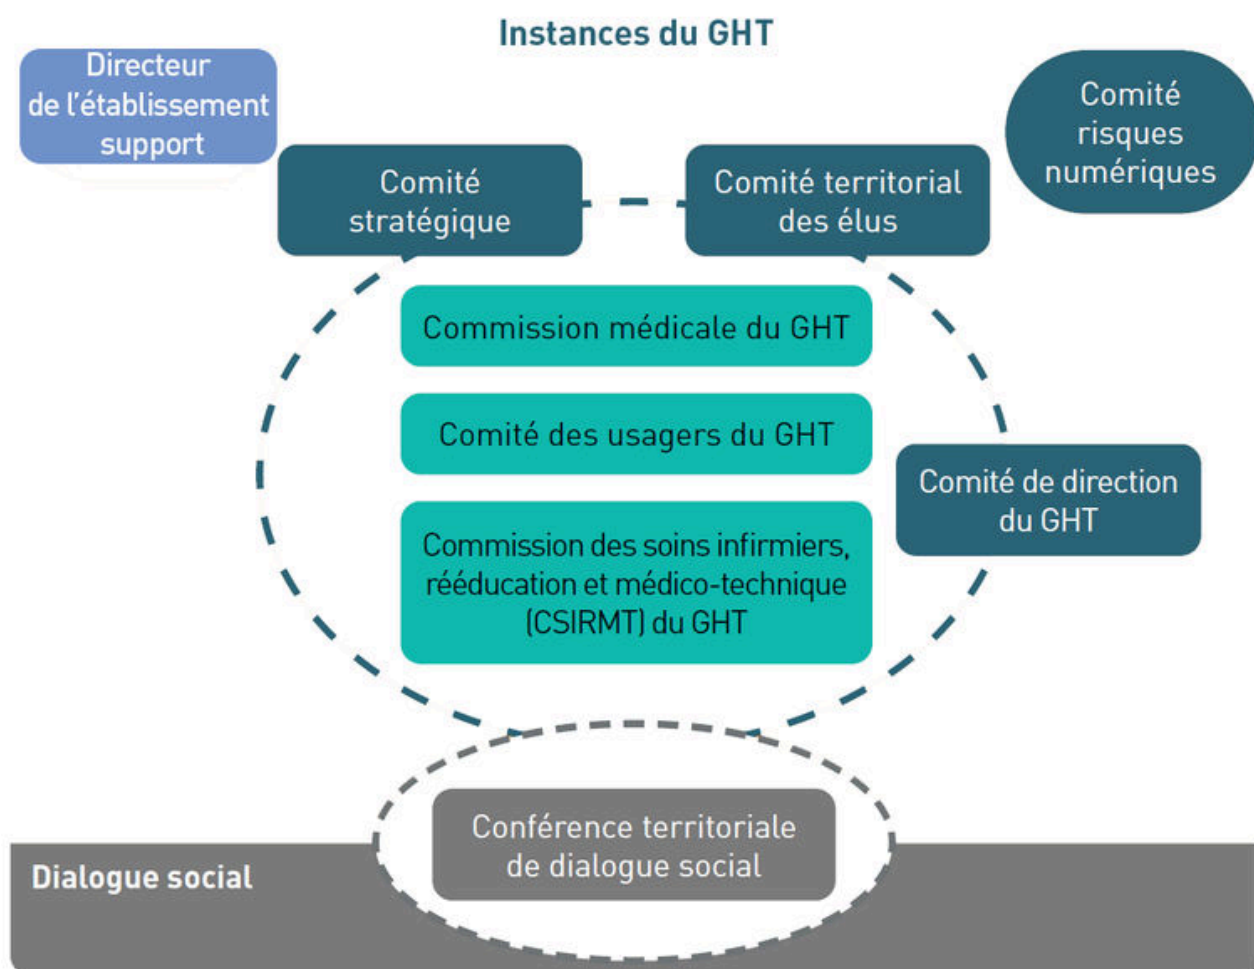 Instances du GHT
Directeur
de l'établissement
support
Comité
risques
numériques
Comité
stratégique
Comité territorial
des élus
Commission médicale du GHT
Comité des usagers du GHT
Comité de direction
du GHT
Commission des soins infirmiers,
rééducation et médico-technique
(CSIRMT) du GHT
Conférence territoriale
de dialogue social
Dialogue social